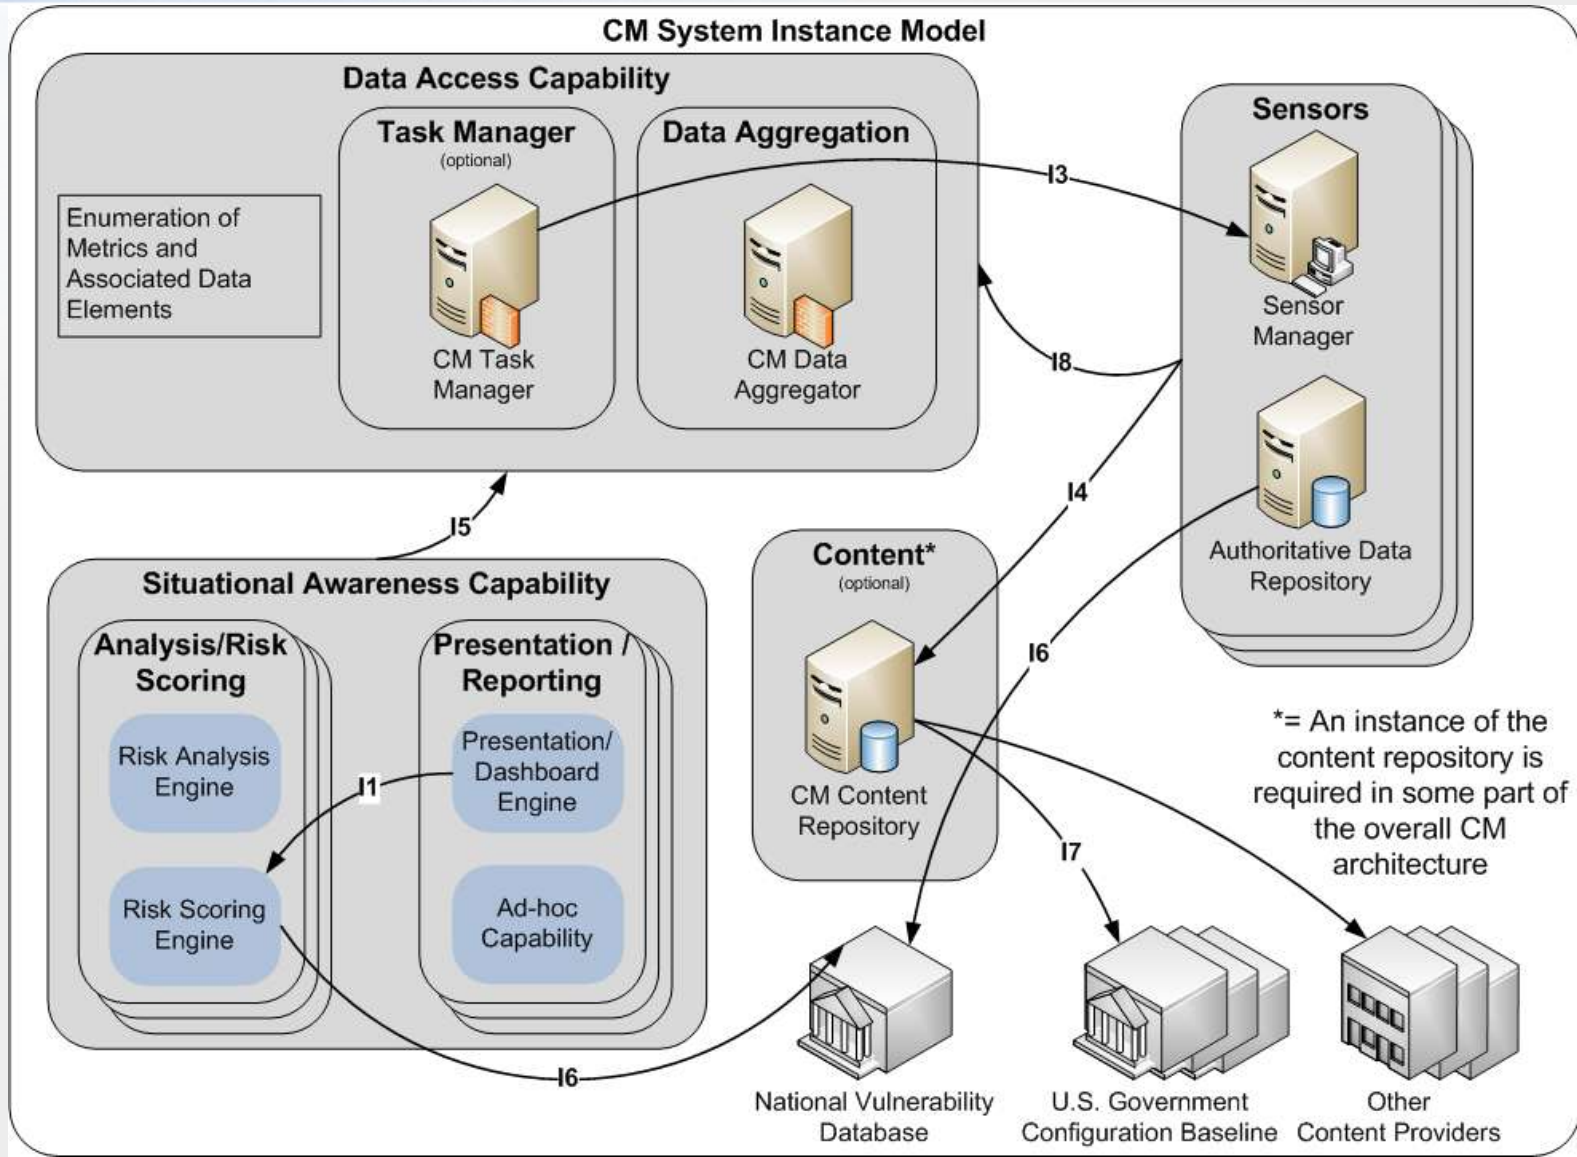 CM System Instance Model
Data Access Capability
Task Manager
(optional)
Data Aggregation
Sensors
I3
Enumeration of
Metrics and
Associated Data
Elements
CM Task
Manager
CM Data
Aggregator
Sensor
Manager
I8
I4
I5
Authoritative Data
Repository
Content*
(optional)
Situational Awareness Capability
Analysis/Risk
Scoring
Presentation /
Reporting
I6
Risk Analysis
Engine
I1
Presentation/
Dashboard
Engine
CM Content
Repository
*= An instance of the
content repository is
required in some part of
the overall CM
architecture
I7
Risk Scoring
Engine
Ad-hoc
Capability
I6
National Vulnerability
Database
U.S. Government
Configuration Baseline
Other
Content Providers